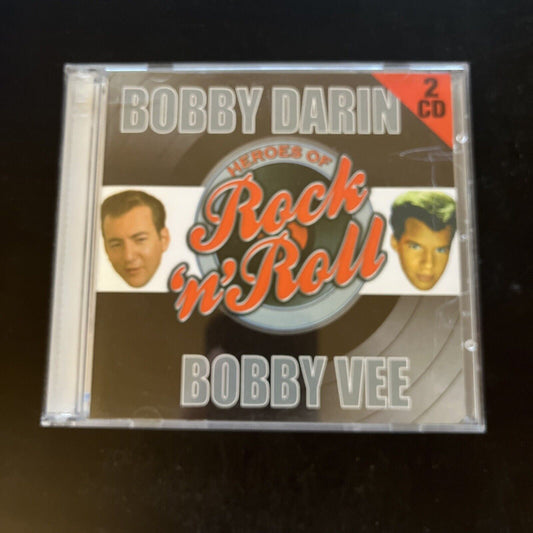 BOBBY DARIN
2
CD
HEROES OF
Rock
'n' Roll
BOBBY VEE